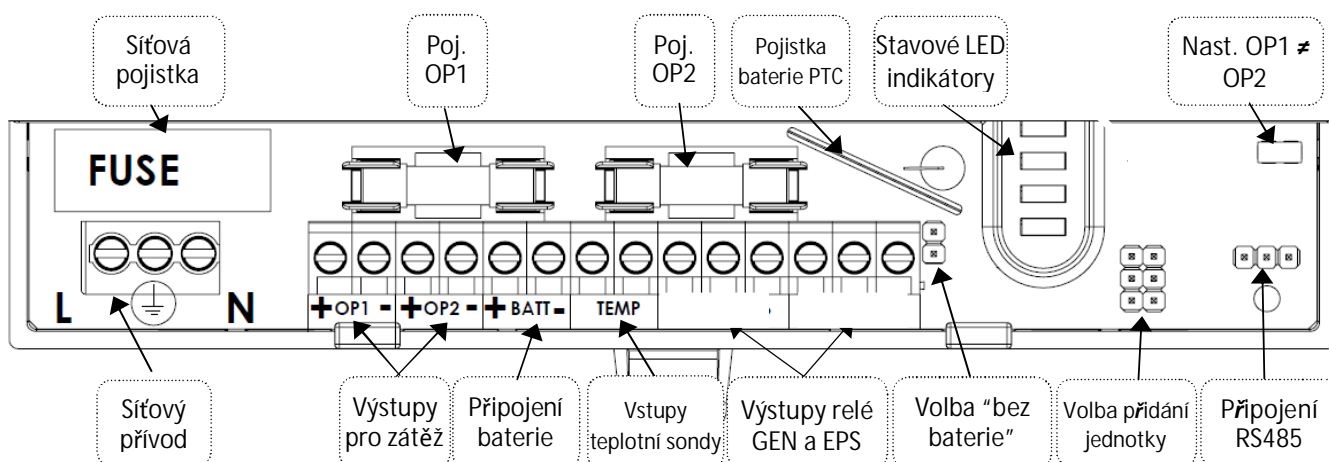 Síťová
pojistka
Poj.
OP1
Poj.
OP2
Pojistka
baterie PTC
Stavové LED
indikátory
Nast. OP1 ≠
OP2
FUSE
L
N
+ OP1 -
+ OP2 -
+ BATT -
TEMP
Síťový
přívod
Výstupy
pro zátěž
Připojení
baterie
Vstupy
teplotní sondy
Výstupy relé
GEN a EPS
Volba "bez
baterie"
Volba přidání
jednotky
Připojení
RS485